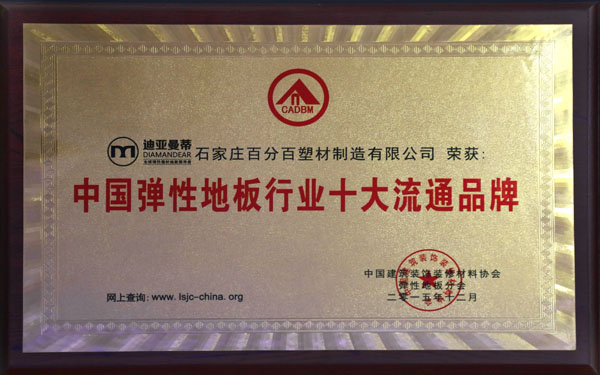 CADBM
迪亚曼蒂
DIAMANDEAR
石家庄百分百塑材制造有限公司 荣获:
中国弹性地板行业十大流通品牌
中国建筑装饰装修材料协会
弹性地板分会
二零一五年十二月
网上查询:www.lsjc-china.org